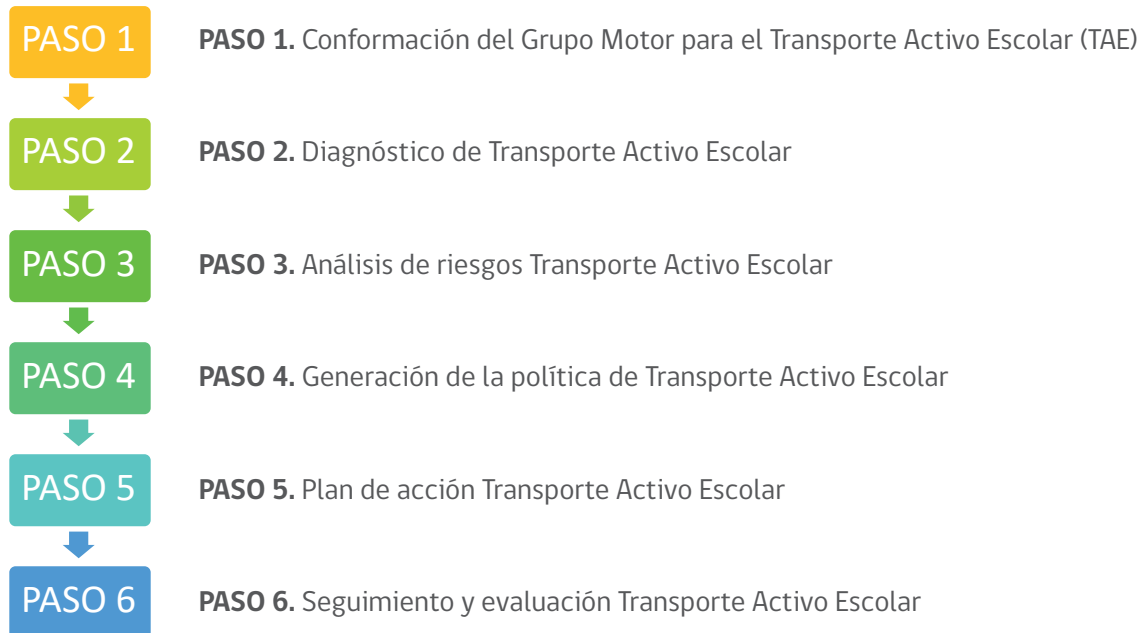 PASO 1
PASO 1. Conformación del Grupo Motor para el Transporte Activo Escolar (TAE)
PASO 2
PASO 2. Diagnóstico de Transporte Activo Escolar
PASO 3
PASO 3. Análisis de riesgos Transporte Activo Escolar
PASO 4
PASO 4. Generación de la política de Transporte Activo Escolar
PASO 5
PASO 5. Plan de acción Transporte Activo Escolar
PASO 6
PASO 6. Seguimiento y evaluación Transporte Activo Escolar